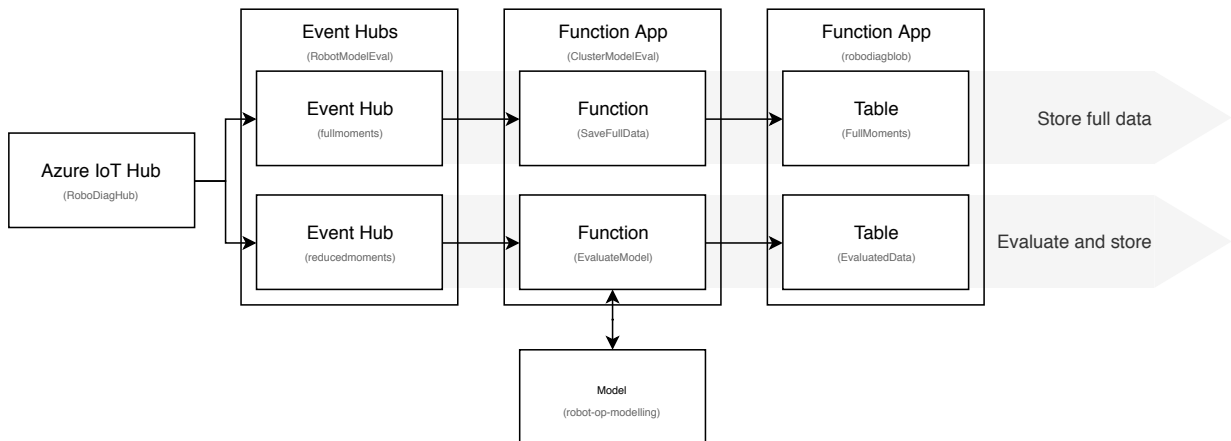 Event Hubs
(RobotModelEval)
Function App
(ClusterModelEval)
Function App
(robodiagblob)
Event Hub
(fullmoments)
Function
(SaveFullData)
Table
(FullMoments)
Store full data
Azure IoT Hub
(RoboDiagHub)
Event Hub
(reducedmoments)
Function
(EvaluateModel)
Table
(EvaluatedData)
Evaluate and store
Model
(robot-op-modelling)